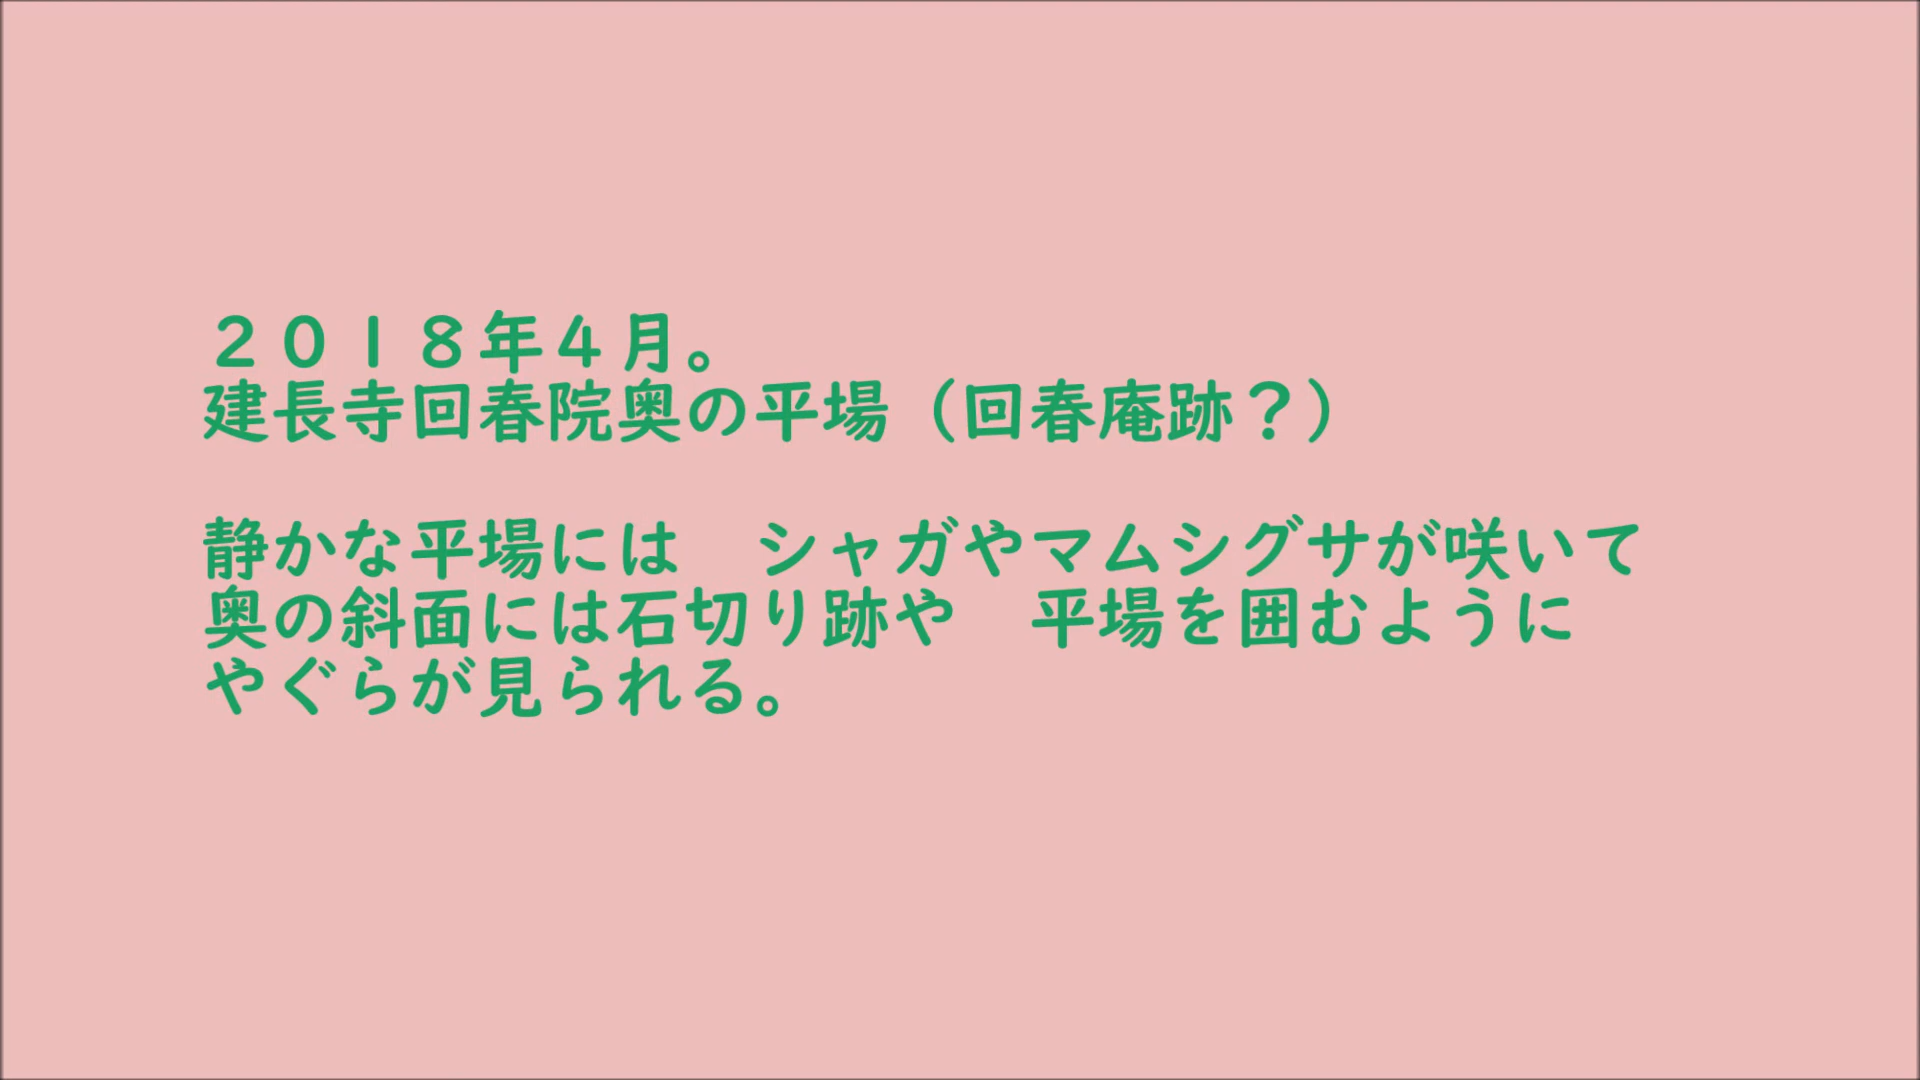 ２０１８年４月。
建長寺回春院奥の平場（回春庵跡？）
静かな平場には　シャガやマムシグサが咲いて
奥の斜面には石切り跡や　平場を囲むように
やぐらが見られる。